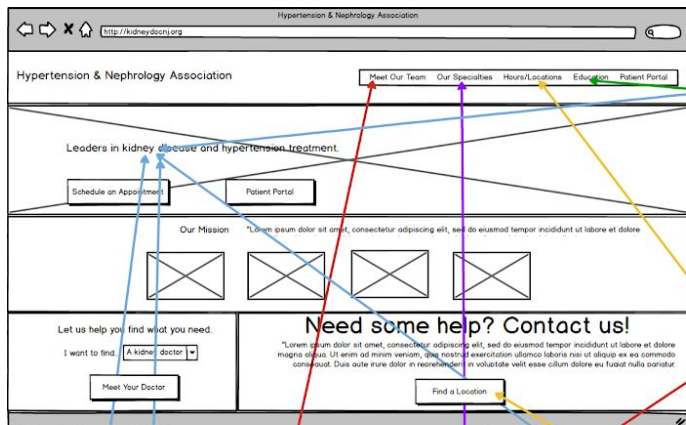 Hypertension & Nephrology Association
http://kidneydocnj.org
Hypertension & Nephrology Association
Meet Our Team Our Specialties Hours/Locations Education Patient Portal
Leaders in kidney disease and hypertension treatment.
Schedule an Appointment Patient Portal
Our Mission "Lorem ipsum dolor sit amet, consectetur adipiscing elit, sed do eiusmod tempor incididunt ut labore et dolore
Let us help you find what you need.
I want to find... A kidney doctor
Meet Your Doctor
Need some help? Contact us!
"Lorem ipsum dolor sit amet, consectetur adipiscing elit, sed do eiusmod tempor incididunt ut labore et dolore
magna aliqua. Ut enim ad minim veniam, quis nostrud exercitation ullamco laboris nisi ut aliquip ex ea commodo
consequat. Duis aute irure dolor in reprehenderit in voluptate velit esse cillum dolore eu fugiat nulla pariatur.
Find a Location